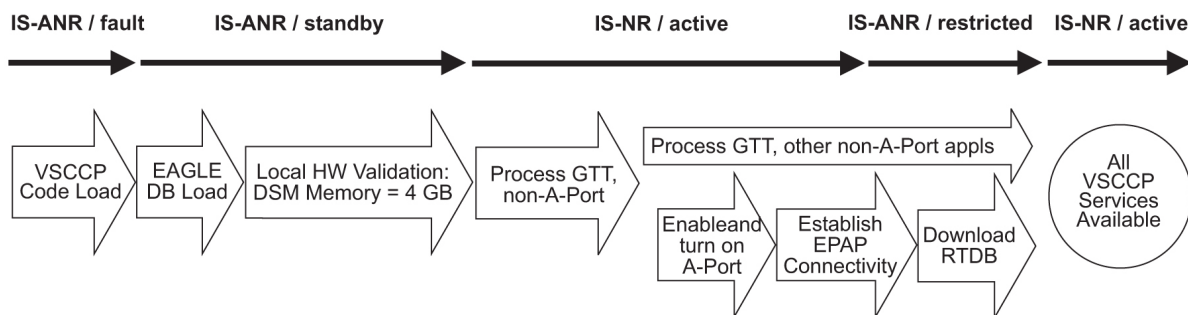 IS-ANR / fault
IS-ANR / standby
IS-NR / active
IS-ANR / restricted
IS-NR / active
VSCCP
Code Load
EAGLE
DB Load
Local HW Validation:
DSM Memory = 4 GB
Process GTT,
non-A-Port
Process GTT, other non-A-Port appls
Enableand
turn on
A-Port
Establish
EPAP
Connectivity
Download
RTDB
All
VSCCP
Services
Available